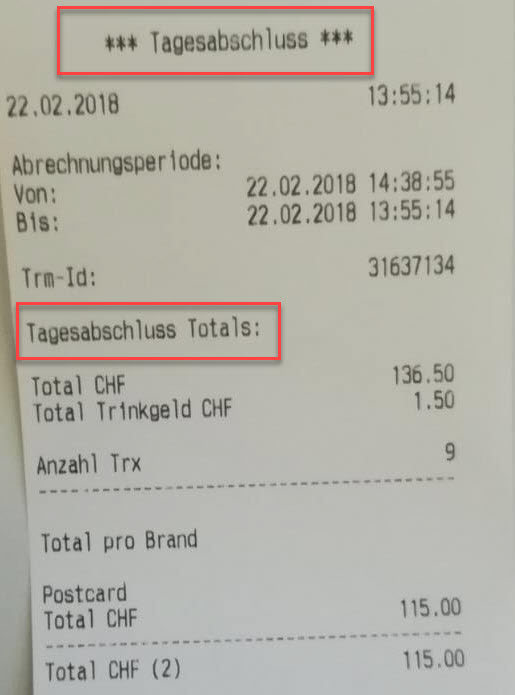 *** Tagesabschluss ***
22.02.2018 13:55:14
Abrechnungsperiode:
Von: 22.02.2018 14:38:55
Bis: 22.02.2018 13:55:14
Trm-Id: 31637134
Tagesabschluss Totals:
Total CHF 136.50
Total Trinkgeld CHF 1.50
Anzahl Trx 9
Total pro Brand
Postcard
Total CHF 115.00
Total CHF (2) 115.00